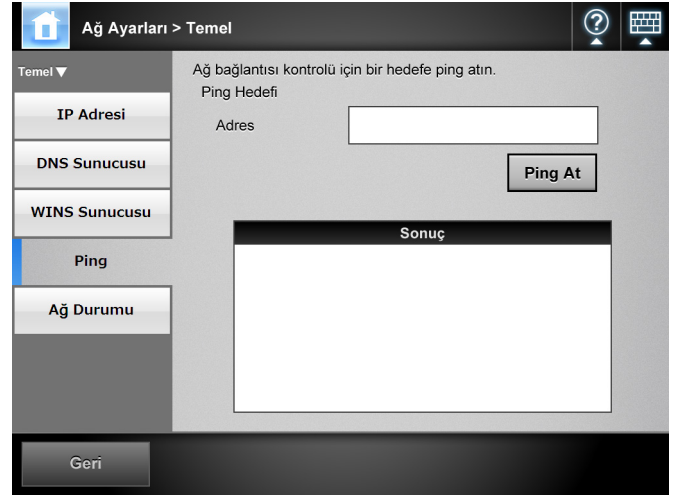 Ağ Ayarları > Temel
?
Temel▼
IP Adresi
DNS Sunucusu
WINS Sunucusu
Ping
Ağ Durumu
Ağ bağlantısı kontrolü için bir hedefe ping atın.
Ping Hedefi
Adres
Ping At
Sonuç
Geri